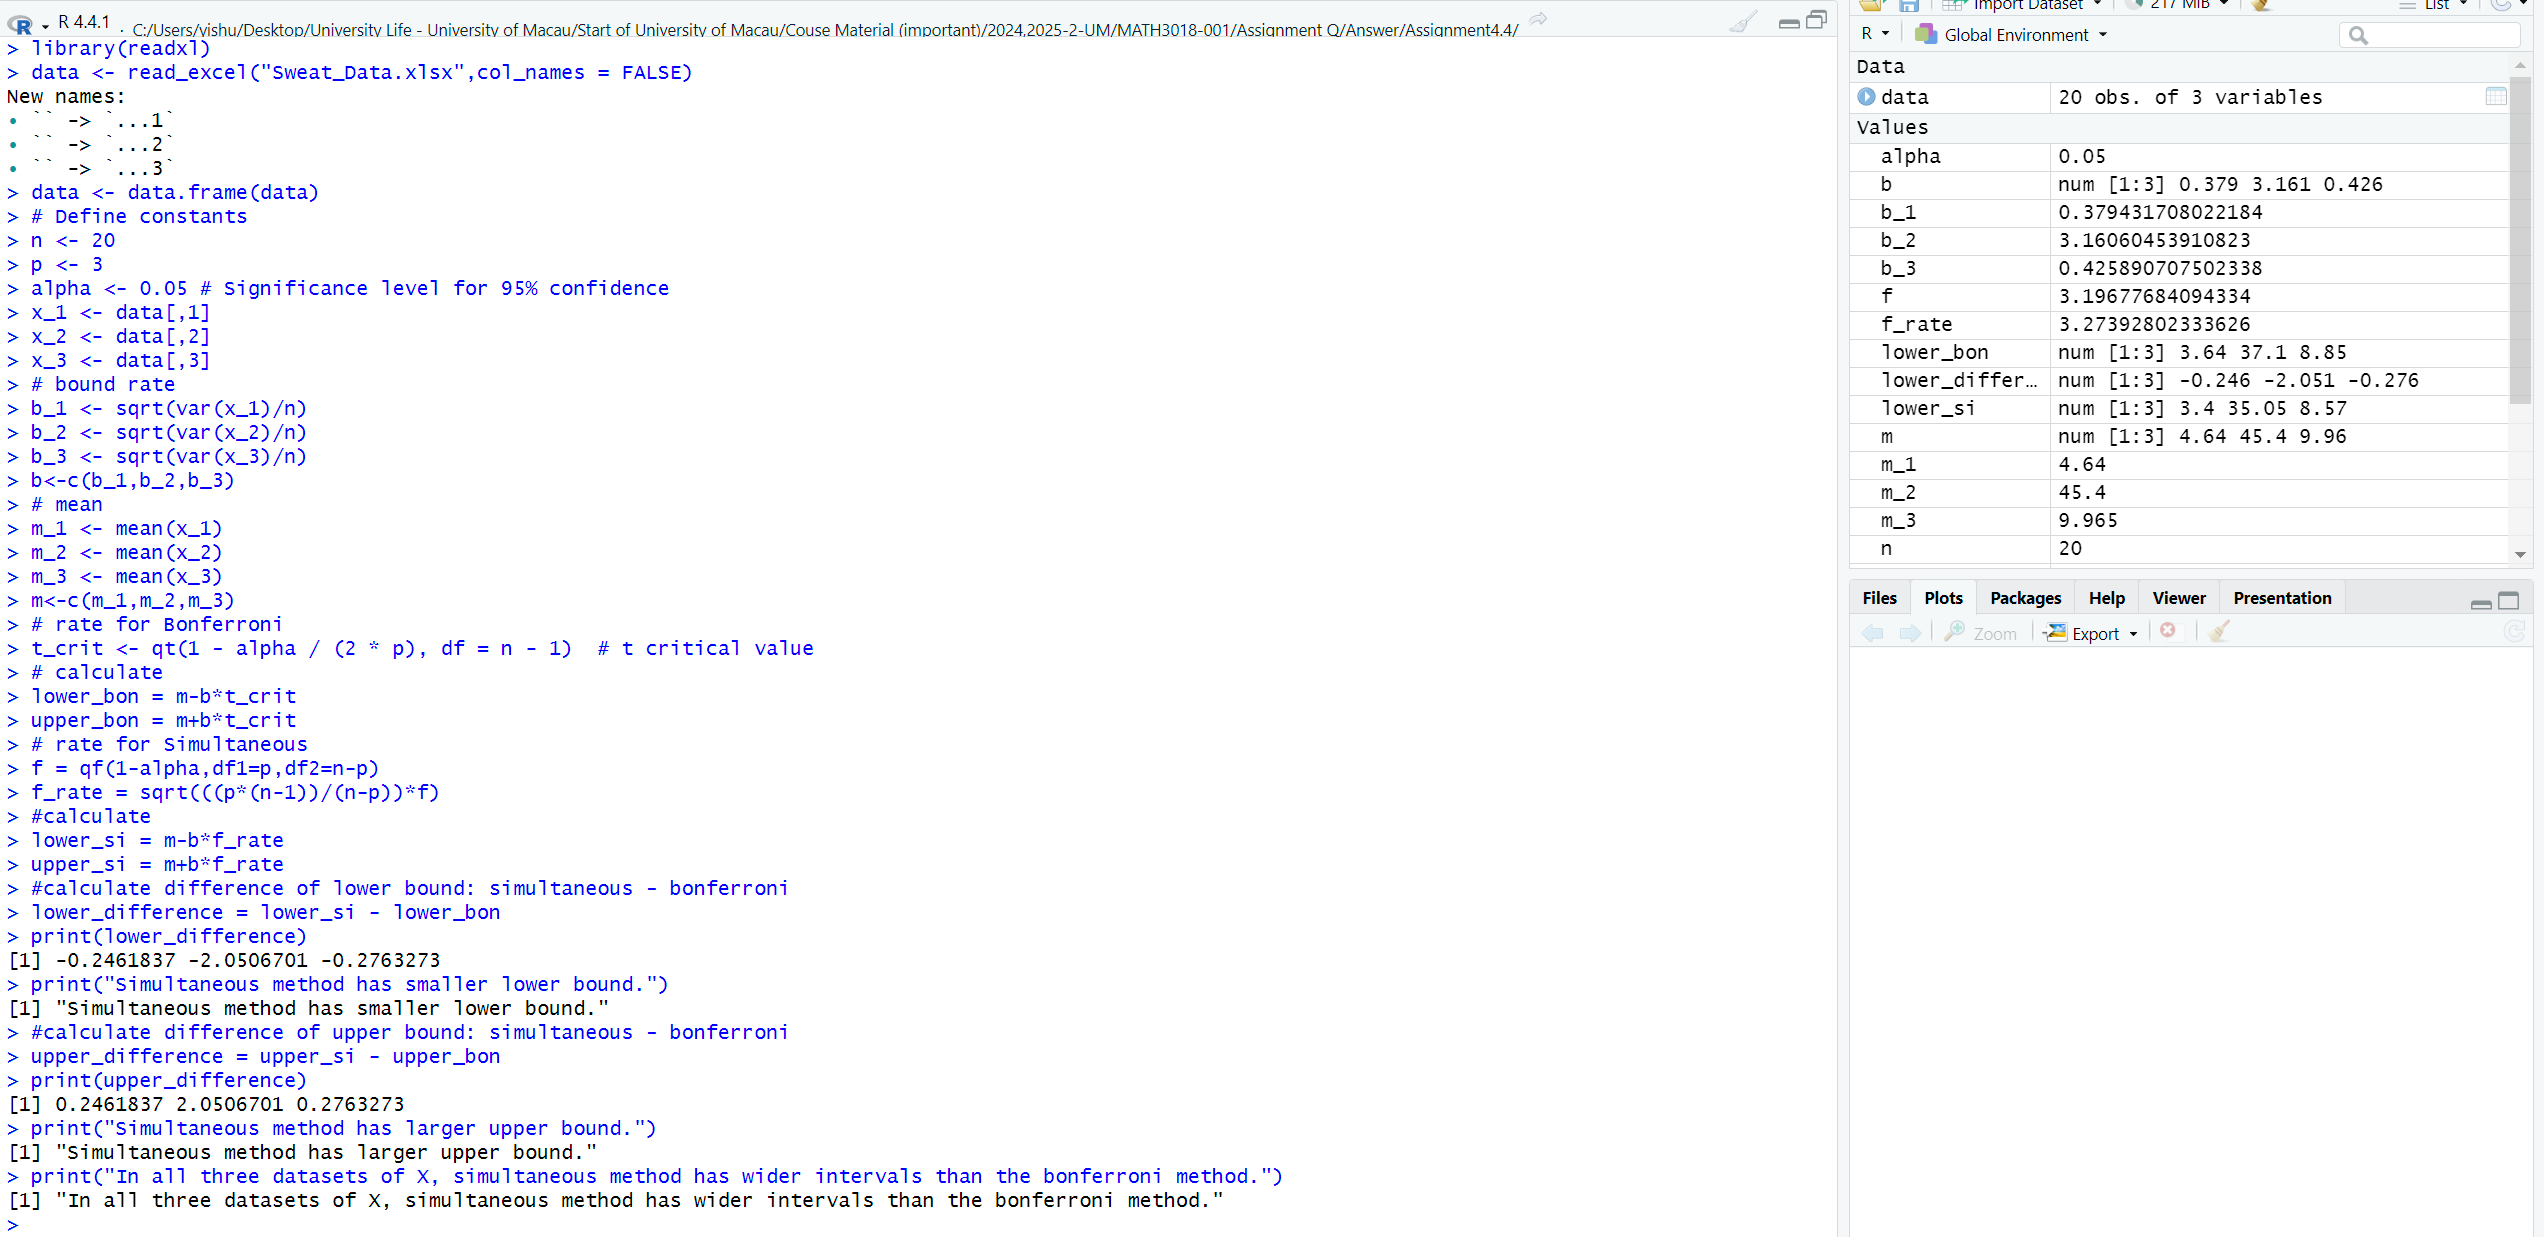 R 4.4.1 · C:/Users/yishu/Desktop/University Life - University of Macau/Start of University of Macau/Couse Material (important)/2024,2025-2-UM/MATH3018-001/Assignment Q/Answer/Assignment4.4/
> library(readxl)
> data <- read_excel("Sweat_Data.xlsx",col_names = FALSE)
New names:
• `` -> `...1`
• `` -> `...2`
• `` -> `...3`
> data <- data.frame(data)
> # Define constants
> n <- 20
> p <- 3
> alpha <- 0.05 # Significance level for 95% confidence
> x_1 <- data[,1]
> x_2 <- data[,2]
> x_3 <- data[,3]
> # bound rate
> b_1 <- sqrt(var(x_1)/n)
> b_2 <- sqrt(var(x_2)/n)
> b_3 <- sqrt(var(x_3)/n)
> b<-c(b_1,b_2,b_3)
> # mean
> m_1 <- mean(x_1)
> m_2 <- mean(x_2)
> m_3 <- mean(x_3)
> m<-c(m_1,m_2,m_3)
> # rate for Bonferroni
> t_crit <- qt(1 - alpha / (2 * p), df = n - 1)  # t critical value
> # calculate
> lower_bon = m-b*t_crit
> upper_bon = m+b*t_crit
> # rate for Simultaneous
> f = qf(1-alpha,df1=p,df2=n-p)
> f_rate = sqrt(((p*(n-1))/(n-p))*f)
> #calculate
> lower_si = m-b*f_rate
> upper_si = m+b*f_rate
> #calculate difference of lower bound: simultaneous - bonferroni
> lower_difference = lower_si - lower_bon
> print(lower_difference)
[1] -0.2461837 -2.0506701 -0.2763273
> print("Simultaneous method has smaller lower bound.")
[1] "Simultaneous method has smaller lower bound."
> #calculate difference of upper bound: simultaneous - bonferroni
> upper_difference = upper_si - upper_bon
> print(upper_difference)
[1] 0.2461837 2.0506701 0.2763273
> print("Simultaneous method has larger upper bound.")
[1] "Simultaneous method has larger upper bound."
> print("In all three datasets of X, simultaneous method has wider intervals than the bonferroni method.")
[1] "In all three datasets of X, simultaneous method has wider intervals than the bonferroni method."
>
Import Dataset 217 MiB List
R Global Environment
Data
data 20 obs. of 3 variables
Values
alpha 0.05
b num [1:3] 0.379 3.161 0.426
b_1 0.379431708022184
b_2 3.16060453910823
b_3 0.425890707502338
f 3.19677684094334
f_rate 3.27392802333626
lower_bon num [1:3] 3.64 37.1 8.85
lower_differ… num [1:3] -0.246 -2.051 -0.276
lower_si num [1:3] 3.4 35.05 8.57
m num [1:3] 4.64 45.4 9.96
m_1 4.64
m_2 45.4
m_3 9.965
n 20
Files Plots Packages Help Viewer Presentation
Zoom Export